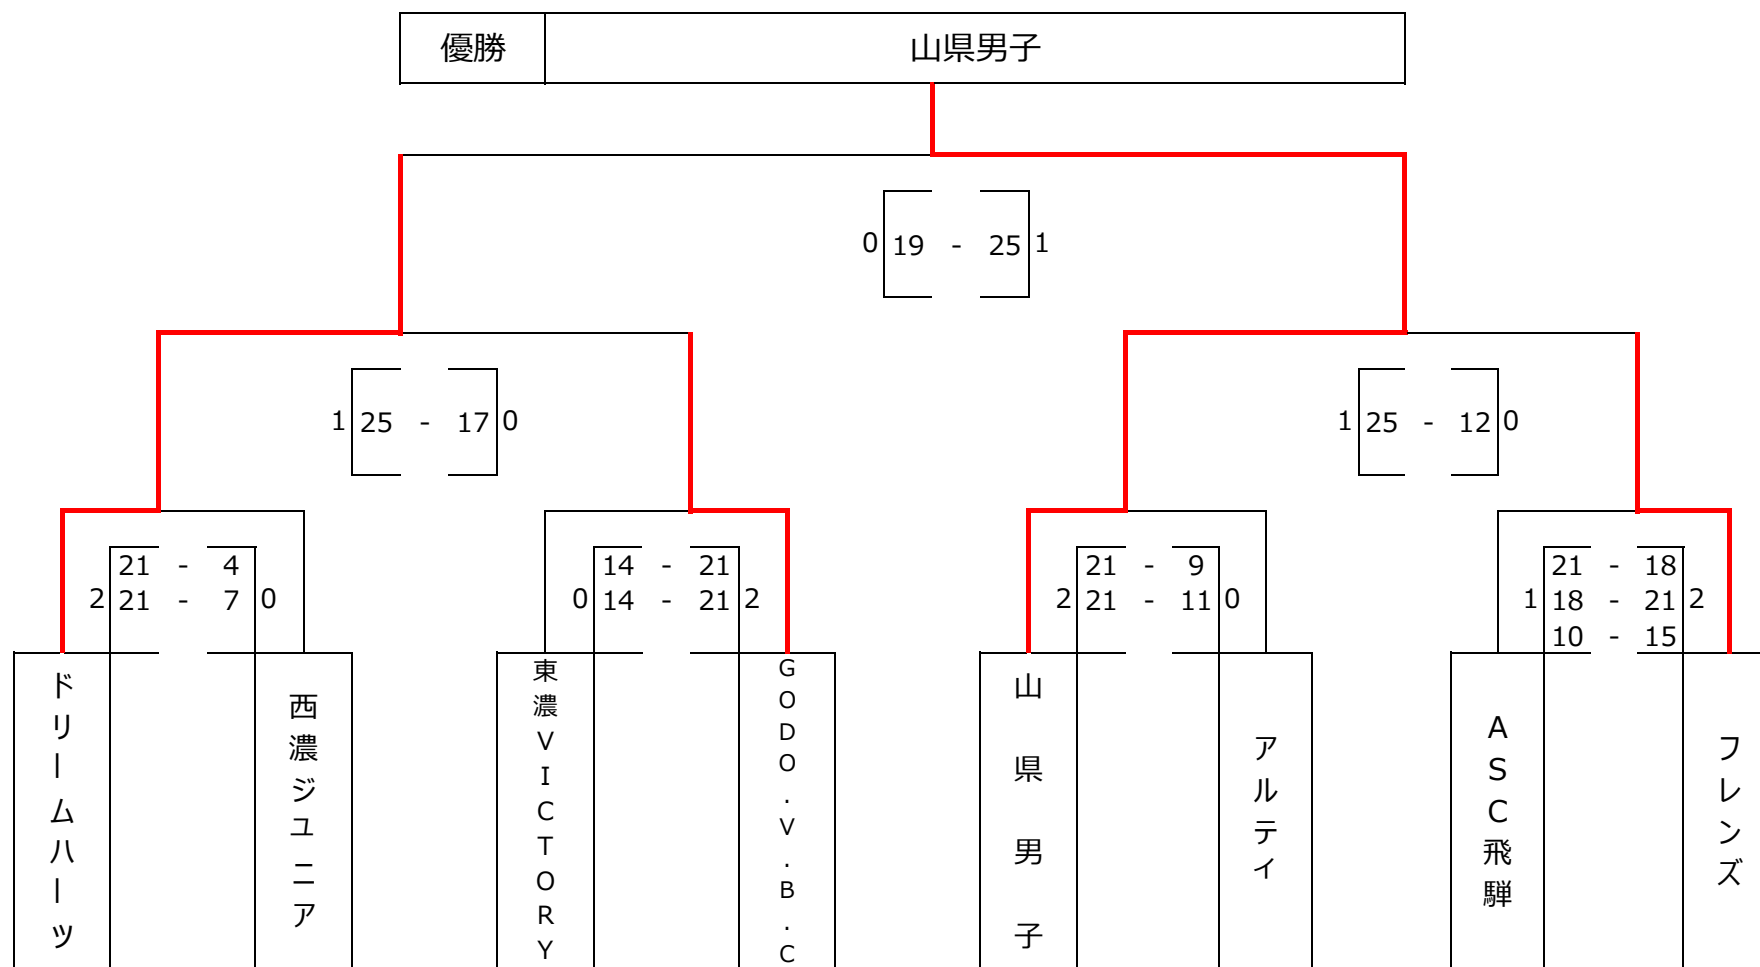 優勝 山県男子
0 19 - 25 1
1 25 - 17 0
1 25 - 12 0
21 - 4
2 21 - 7 0
14 - 21
0 14 - 21 2
21 - 9
2 21 - 11 0
21 - 18
1 18 - 21 2
10 - 15
ドリームハーツ
西濃ジユニア
東濃VICTORY
GODO.V.B.C
山県男子
アルテイ
ASC飛騨
フレンズ